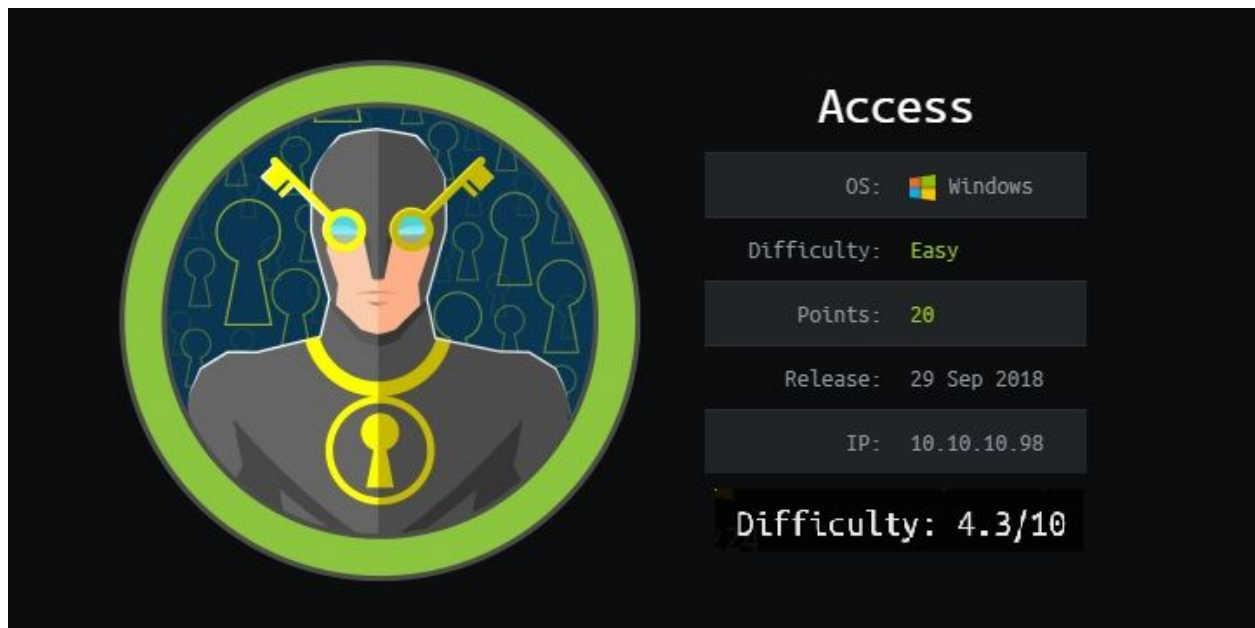 Access
OS: Windows
Difficulty: Easy
Points: 20
Release: 29 Sep 2018
IP: 10.10.10.98
Difficulty: 4.3/10